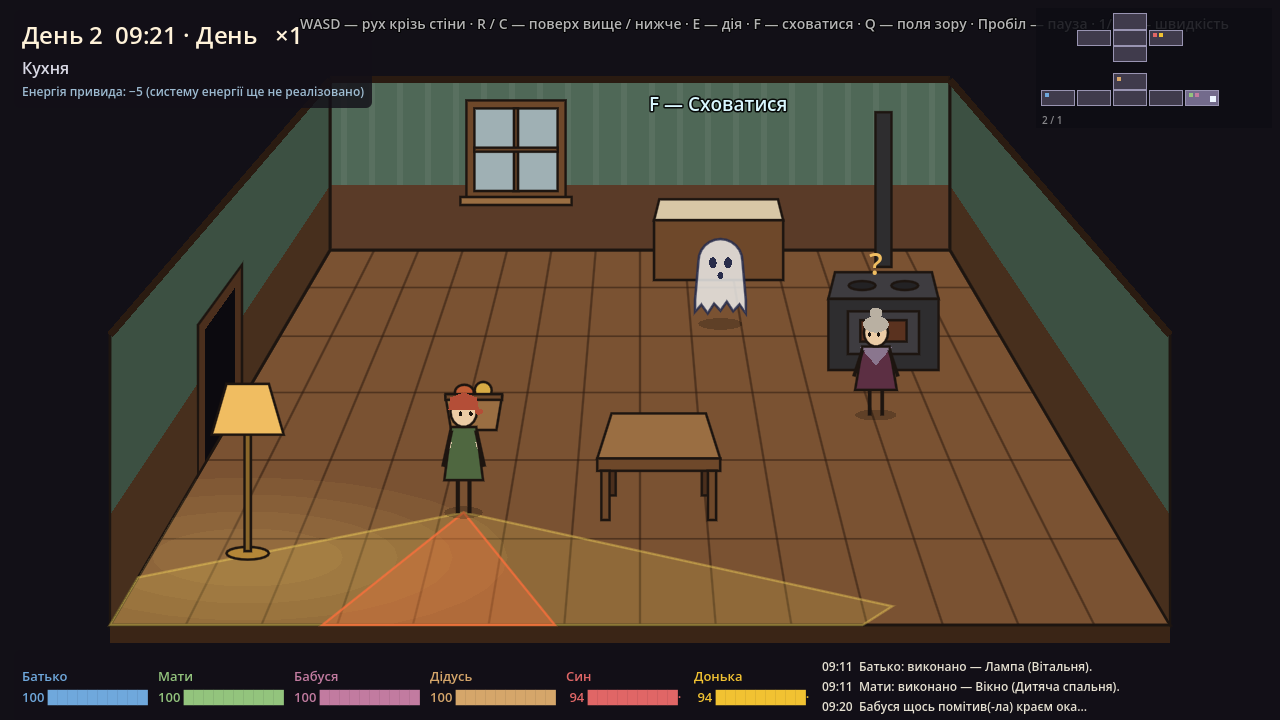 День 2 09:21 · День ×1
WASD — рух крізь стіни · R / C — поверх вище / нижче · E — дія · F — сховатися · Q — поля зору · Пробіл — пауза · 1/ — швидкість
Кухня
Енергія привида: −5 (систему енергії ще не реалізовано)
F — Сховатися
2 / 1
?
Батько
100
Мати
100
Бабуся
100
Дідусь
100
Син
94
Донька
94
09:11 Батько: виконано — Лампа (Вітальня).
09:11 Мати: виконано — Вікно (Дитяча спальня).
09:20 Бабуся щось помітив(-ла) краєм ока…